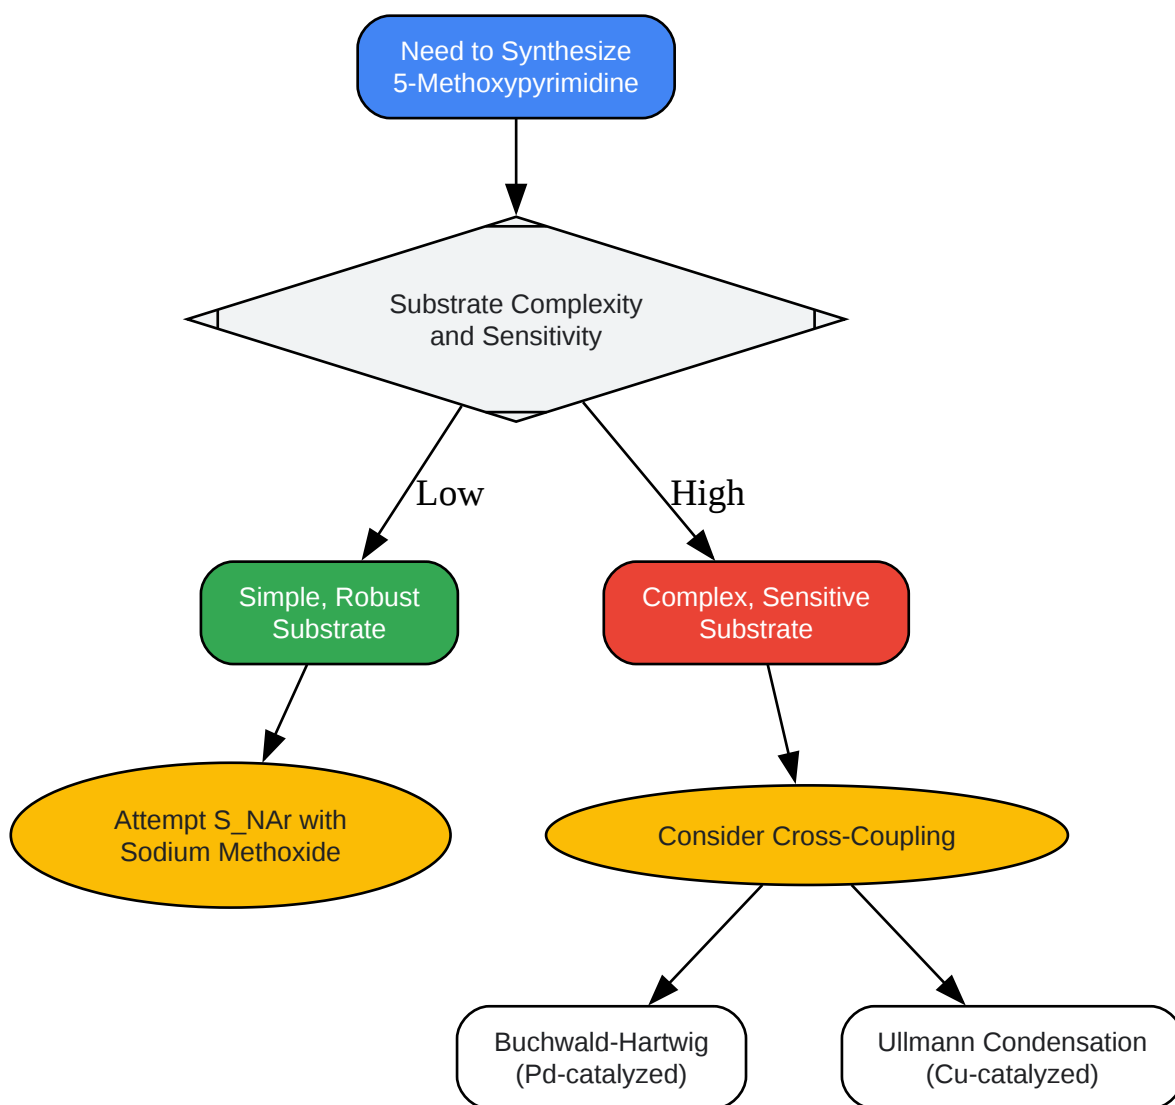 Need to Synthesize
5-Methoxypyrimidine
Substrate Complexity
and Sensitivity
Low
High
Simple, Robust
Substrate
Complex, Sensitive
Substrate
Attempt S_NAr with
Sodium Methoxide
Consider Cross-Coupling
Buchwald-Hartwig
(Pd-catalyzed)
Ullmann Condensation
(Cu-catalyzed)